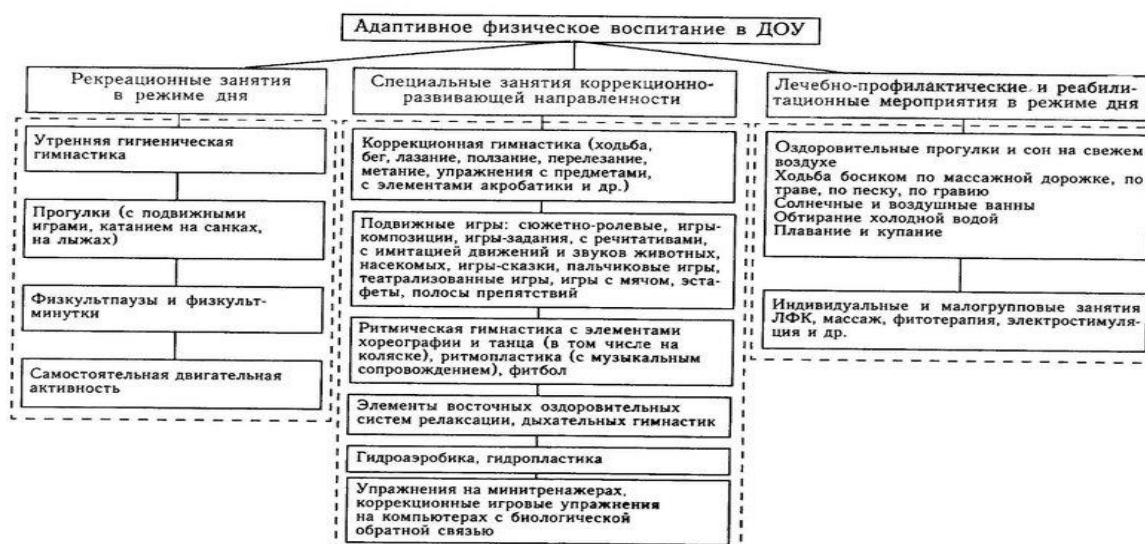 Адаптивное физическое воспитание в ДОУ
Рекреационные занятия
в режиме дня
Утренняя гигиеническая
гимнастика
Прогулки (с подвижными
играми, катанием на санках,
на лыжах)
Физкультпаузы и физкульт-
минутки
Самостоятельная двигательная
активность
Специальные занятия коррекционно-
развивающей направленности
Коррекционная гимнастика (ходьба,
бег, лазание, ползание, перелезание,
метание, упражнения с предметами,
с элементами акробатики и др.)
Подвижные игры: сюжетно-ролевые, игры-
композиции, игры-задания, с речитативами,
с имитацией движений и звуков животных,
насекомых, игры-сказки, пальчиковые игры,
театрализованные игры, игры с мячом, эста-
феты, полосы препятствий
Ритмическая гимнастика с элементами
хореографии и танца (в том числе на
коляске), ритмопластика (с музыкальным
сопровождением), фитбол
Элементы восточных оздоровительных
систем релаксации, дыхательных гимнастик
Гидроаэробика, гидропластика
Упражнения на минитренажерах,
коррекционные игровые упражнения
на компьютерах с биологической
обратной связью
Лечебно-профилактические и реабили-
тационные мероприятия в режиме дня
Оздоровительные прогулки и сон на свежем
воздухе
Ходьба босиком по массажной дорожке, по
траве, по песку, по гравию
Солнечные и воздушные ванны
Обтирание холодной водой
Плавание и купание
Индивидуальные и малогрупповые занятия
ЛФК, массаж, фитотерапия, электростимуля-
ция и др.